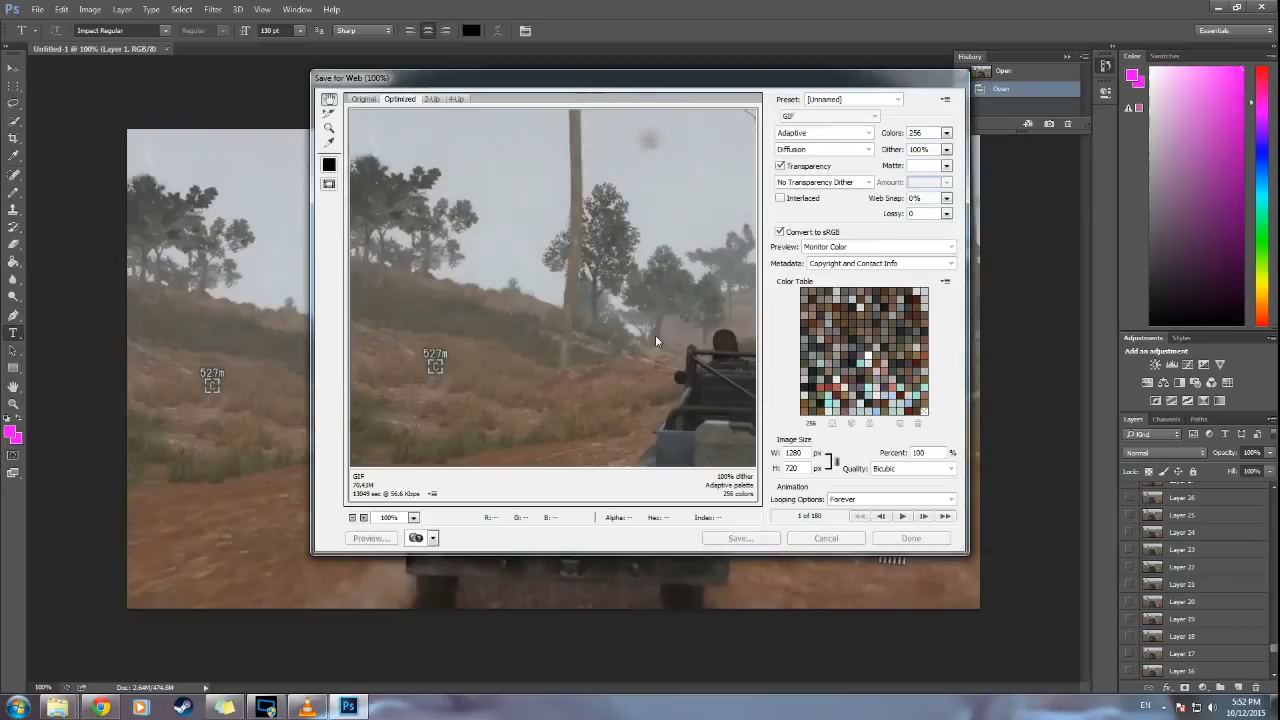 Ps File Edit Image Layer Type Select Filter 3D View Window Help
T Impact Regular Regular 130 pt Sharp Essentials
Untitled-1 @ 100% (Layer 1, RGB/8) ×
History
Open
Open
Color Swatches
Save for Web (100%)
Original Optimized 2-Up 4-Up
Preset: [Unnamed]
GIF
Adaptive Colors: 256
Diffusion Dither: 100%
Transparency Matte:
No Transparency Dither Amount:
Interlaced Web Snap: 0%
Lossy: 0
Convert to sRGB
Preview: Monitor Color
Metadata: Copyright and Contact Info
Color Table
256
Image Size
W: 1280 px Percent: 100 %
H: 720 px Quality: Bicubic
Animation
Looping Options: Forever
1 of 180
527m
C
527m
C
GIF 100% dither
70.43M Adaptive palette
13049 sec @ 56.6 Kbps 256 colors
100% R: -- G: -- B: -- Alpha: -- Hex: -- Index: --
Preview... Save... Cancel Done
Adjustments Styles
Add an adjustment
Layers Channels Paths
Kind
Normal Opacity: 100%
Lock: Fill: 100%
Layer 26
Layer 25
Layer 24
Layer 23
Layer 22
Layer 21
Layer 20
Layer 19
Layer 18
Layer 17
Layer 16
100% Doc: 2.64M/474.6M
Ps
EN 5:52 PM
10/12/2015